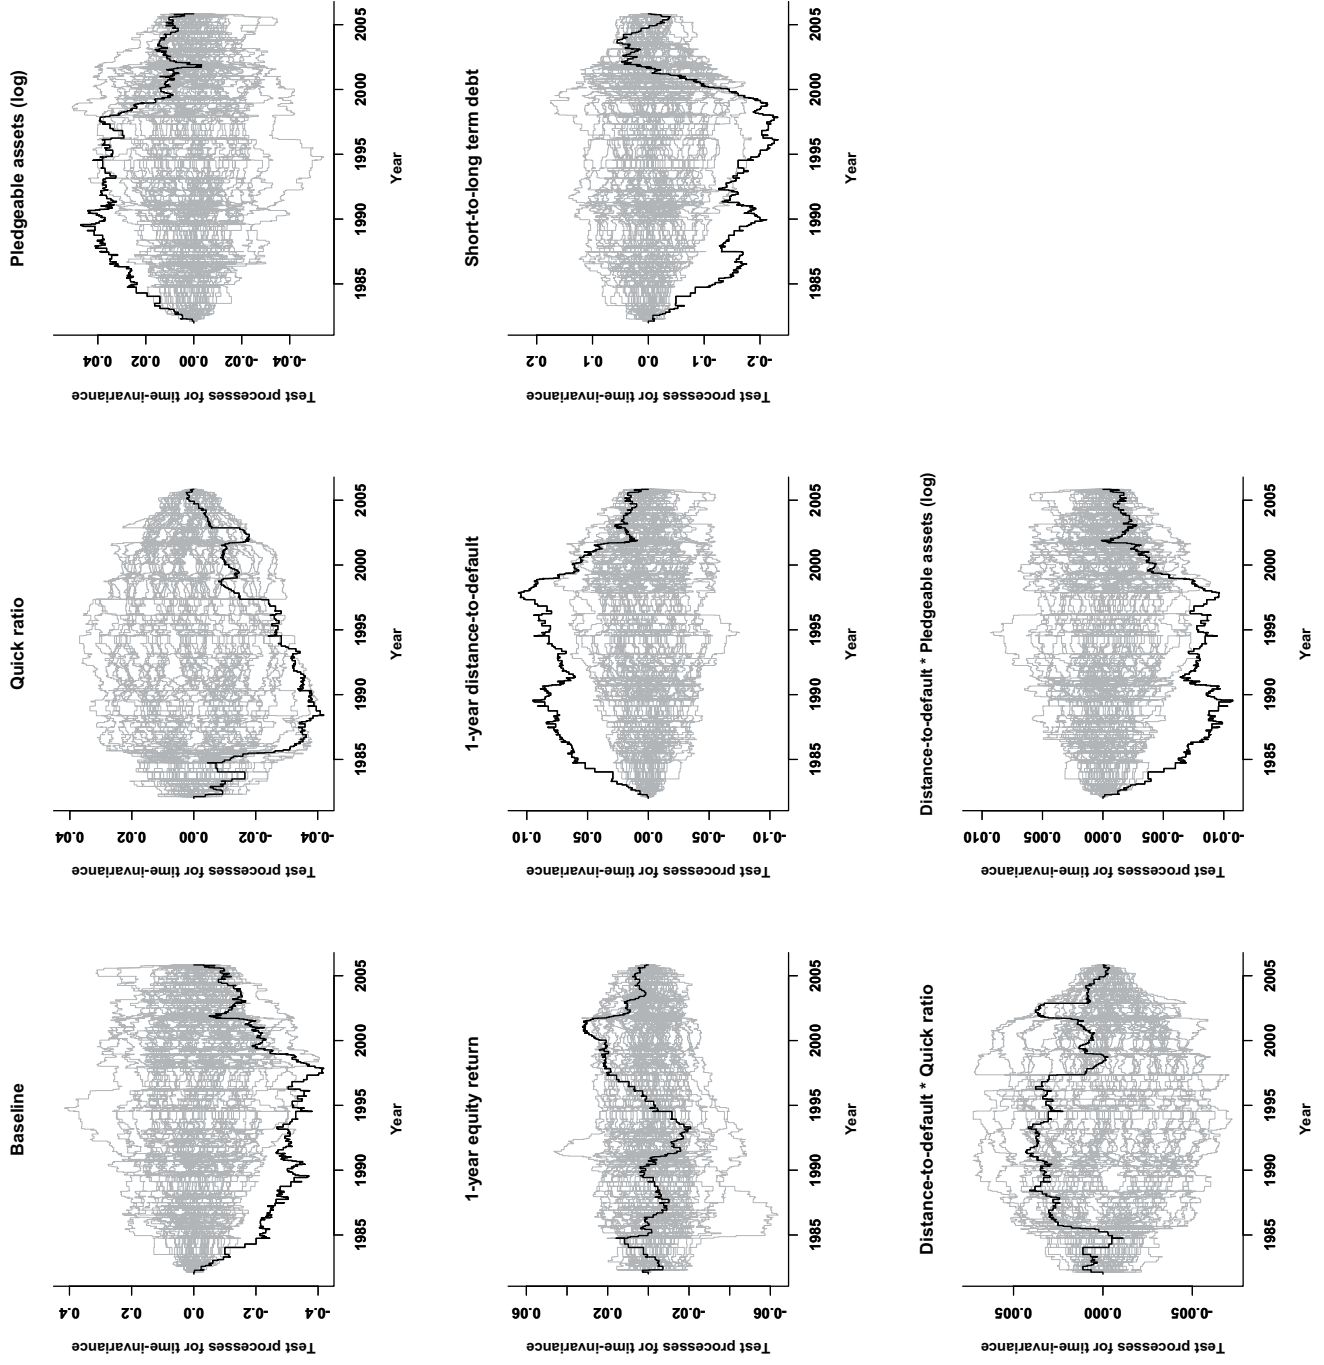 Baseline
Test processes for time-invariance
0.4
0.2
0.0
-0.2
-0.4
1985 1990 1995 2000 2005
Year
Quick ratio
Test processes for time-invariance
0.04
0.02
0.00
-0.02
-0.04
1985 1990 1995 2000 2005
Year
Pledgeable assets (log)
Test processes for time-invariance
0.04
0.02
0.00
-0.02
-0.04
1985 1990 1995 2000 2005
Year
1-year equity return
Test processes for time-invariance
0.06
0.02
-0.02
-0.06
1985 1990 1995 2000 2005
Year
1-year distance-to-default
Test processes for time-invariance
0.10
0.05
0.00
-0.05
-0.10
1985 1990 1995 2000 2005
Year
Short-to-long term debt
Test processes for time-invariance
0.2
0.1
0.0
-0.1
-0.2
1985 1990 1995 2000 2005
Year
Distance-to-default * Quick ratio
Test processes for time-invariance
0.005
0.000
-0.005
1985 1990 1995 2000 2005
Year
Distance-to-default * Pledgeable assets (log)
Test processes for time-invariance
0.010
0.005
0.000
-0.005
-0.010
1985 1990 1995 2000 2005
Year